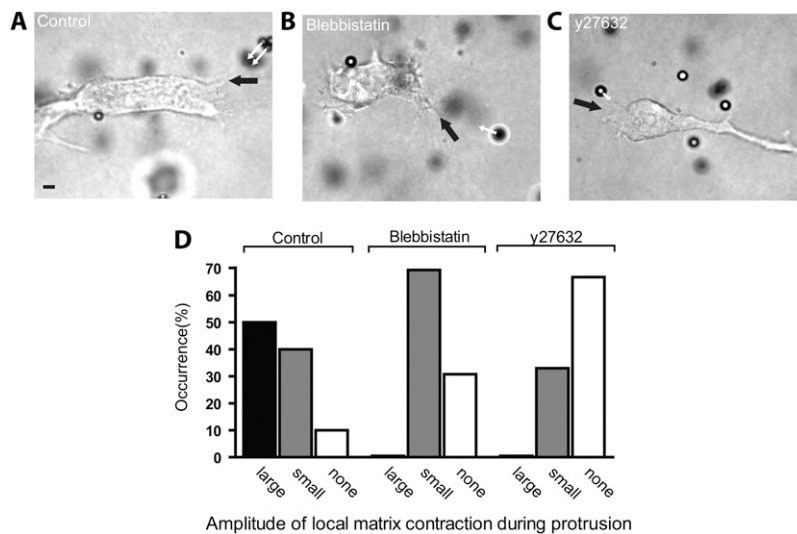 A
Control
B
Blebbistatin
C
y27632
D
Control
Blebbistatin
y27632
Occurrence(%)
70
60
50
40
30
20
10
0
large
small
none
large
small
none
large
small
none
Amplitude of local matrix contraction during protrusion